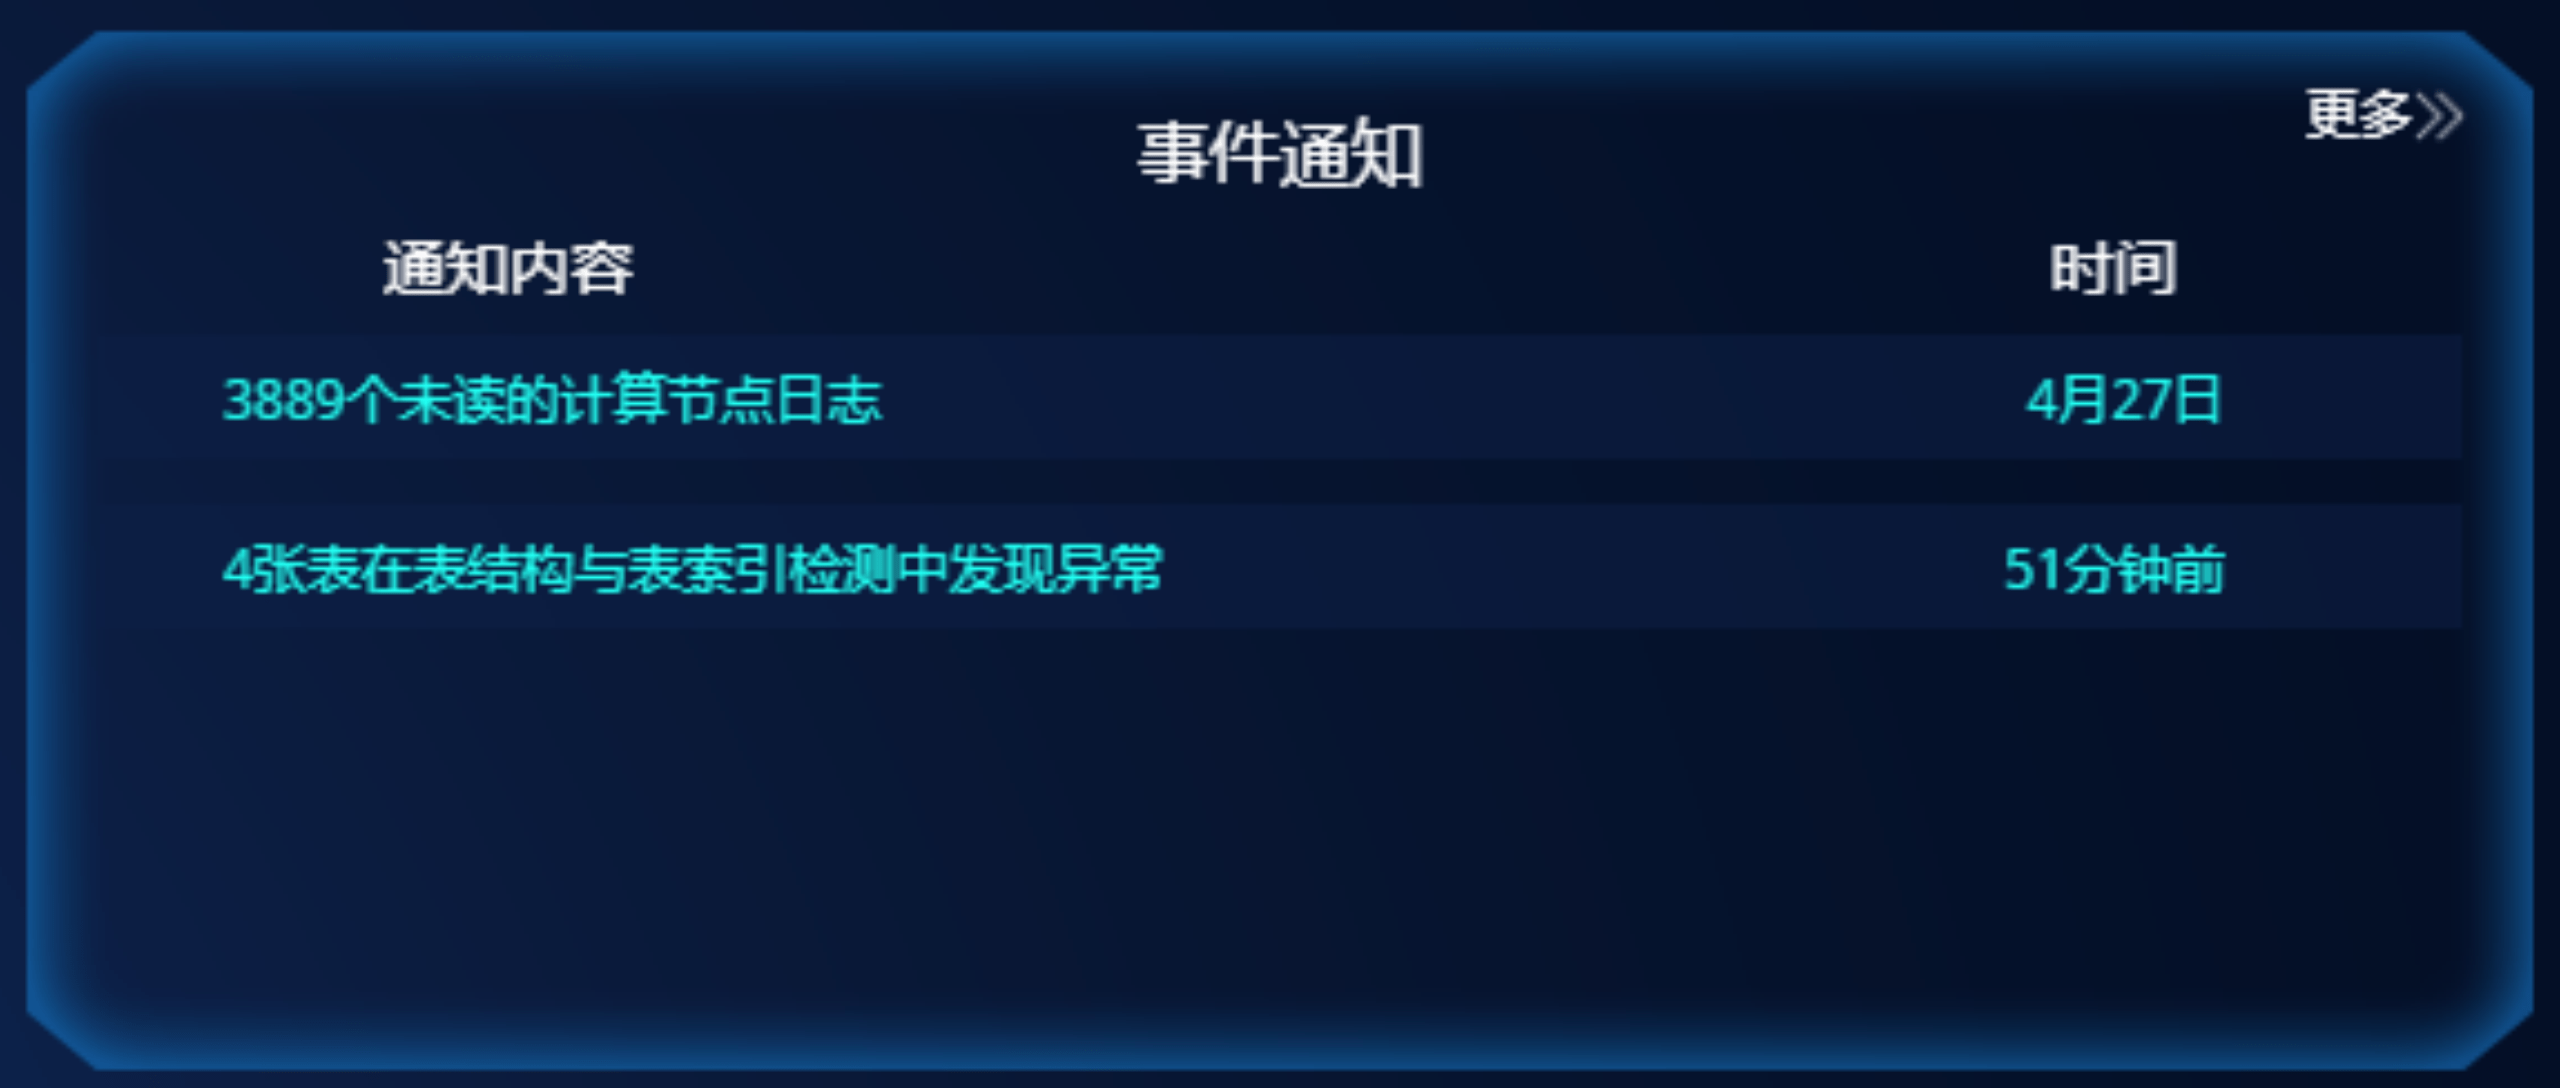 更多
事件通知
通知内容 时间
3889个未读的计算节点日志 4月27日
4张表在表结构与表索引检测中发现异常 51分钟前